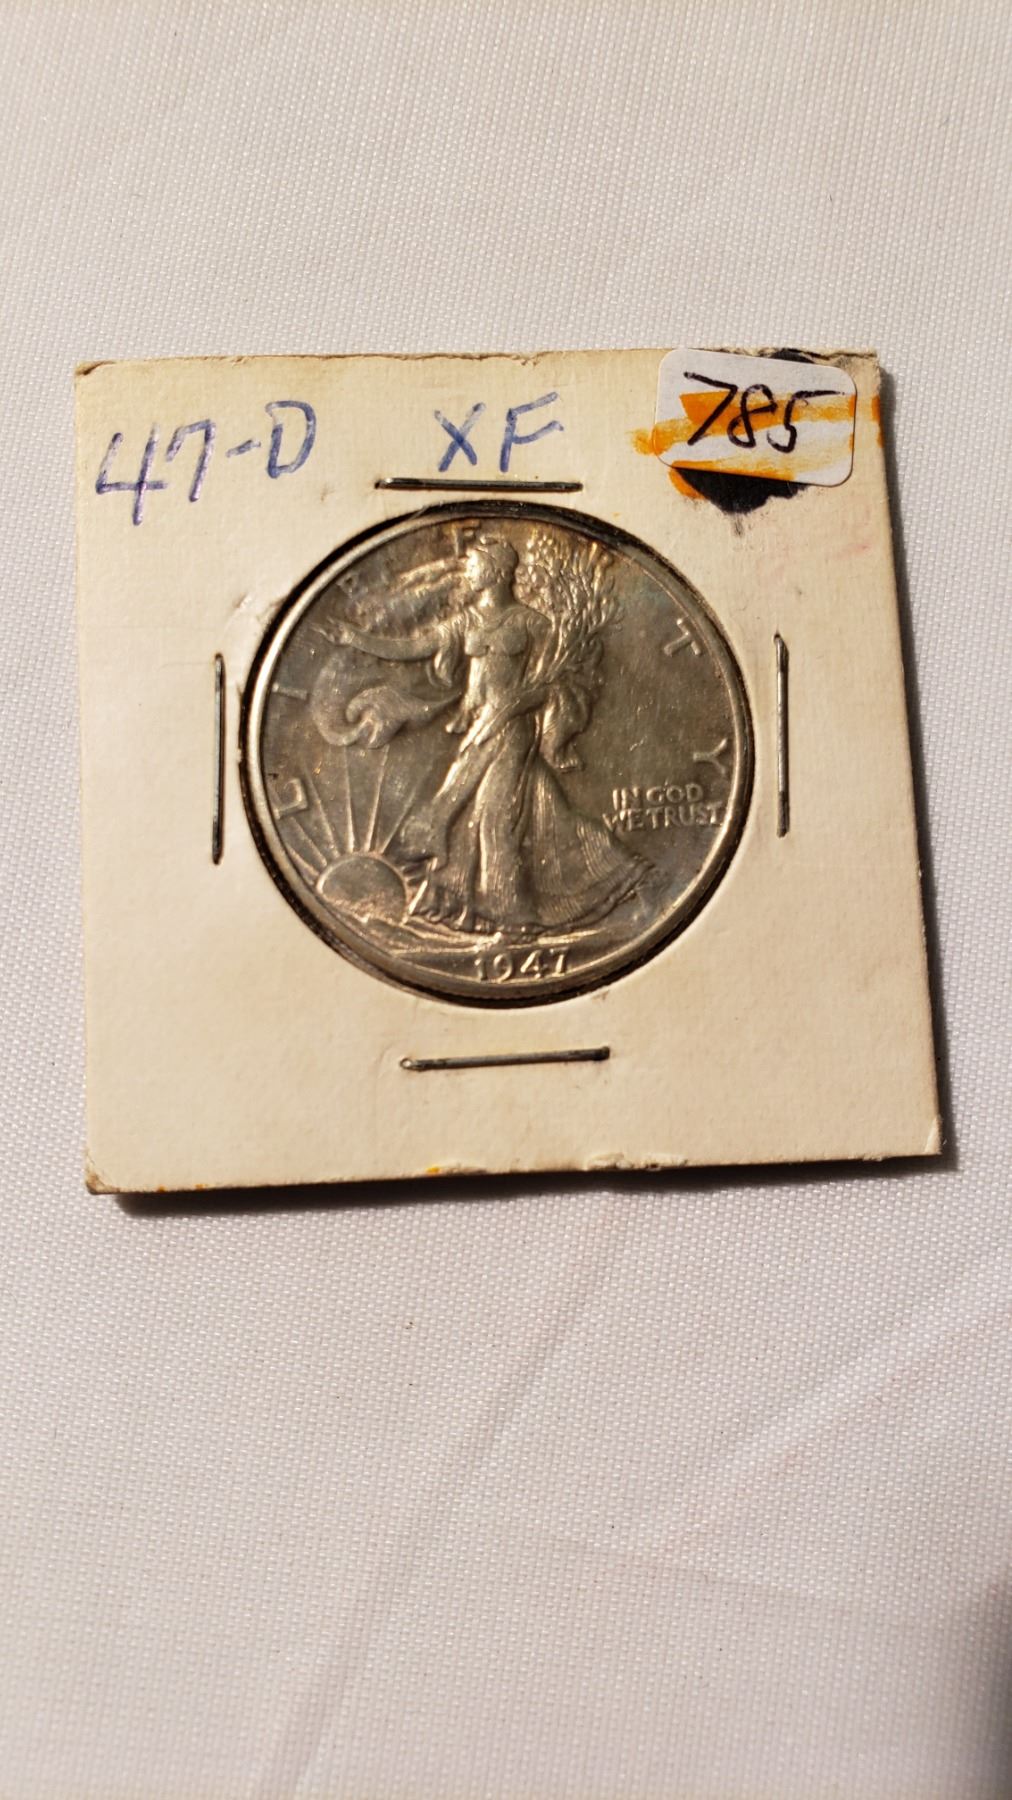 47-D XF 785
LIBERTY
IN GOD
WE TRUST
1947